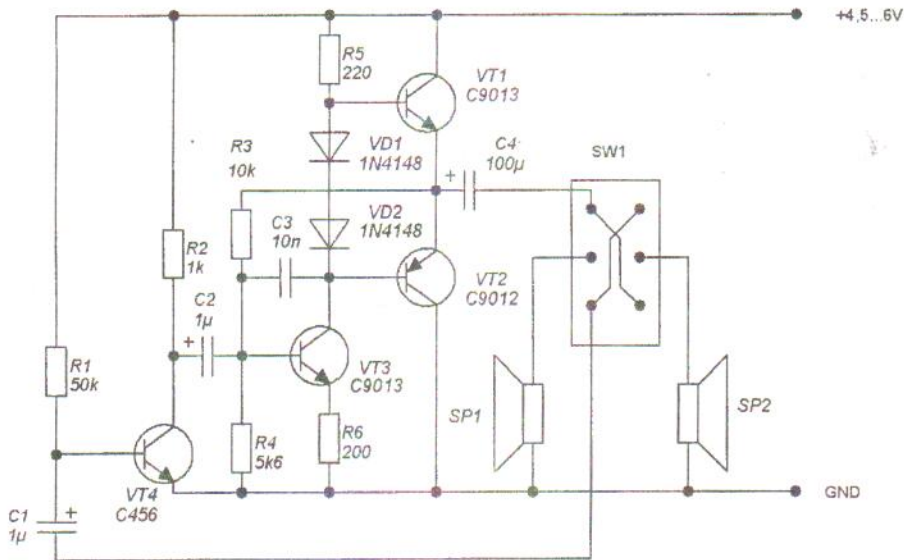 +4,5...6V
R5
220
VT1
C9013
R3
10k
VD1
1N4148
C4
100µ
SW1
+
C3
10n
VD2
1N4148
R2
1k
VT2
C9012
C2
1µ
+
R1
50k
VT3
C9013
SP1
SP2
R4
5k6
R6
200
VT4
C456
GND
C1
1µ
+